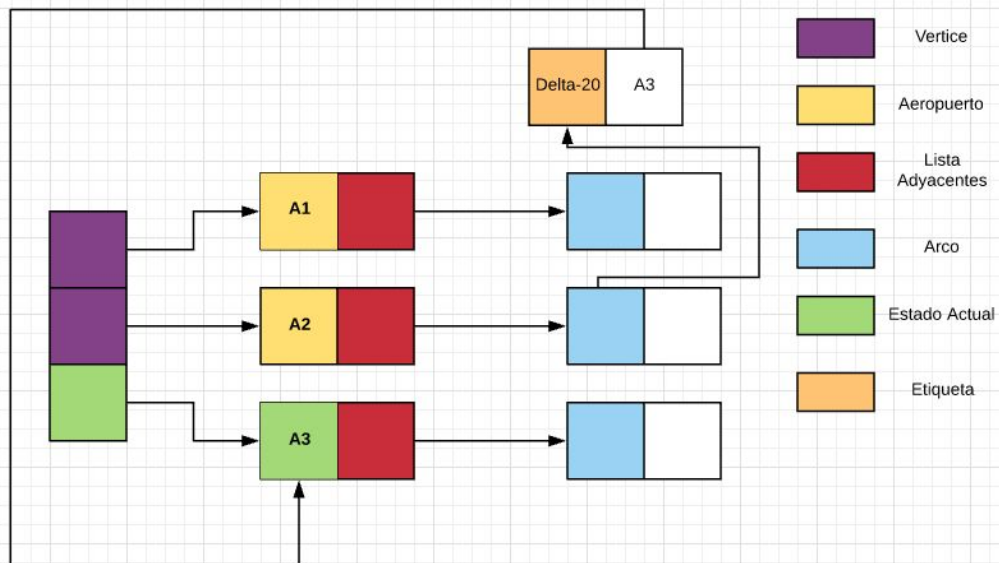 Delta-20
A3
A1
A2
A3
Vertice
Aeropuerto
Lista
Adyacentes
Arco
Estado Actual
Etiqueta